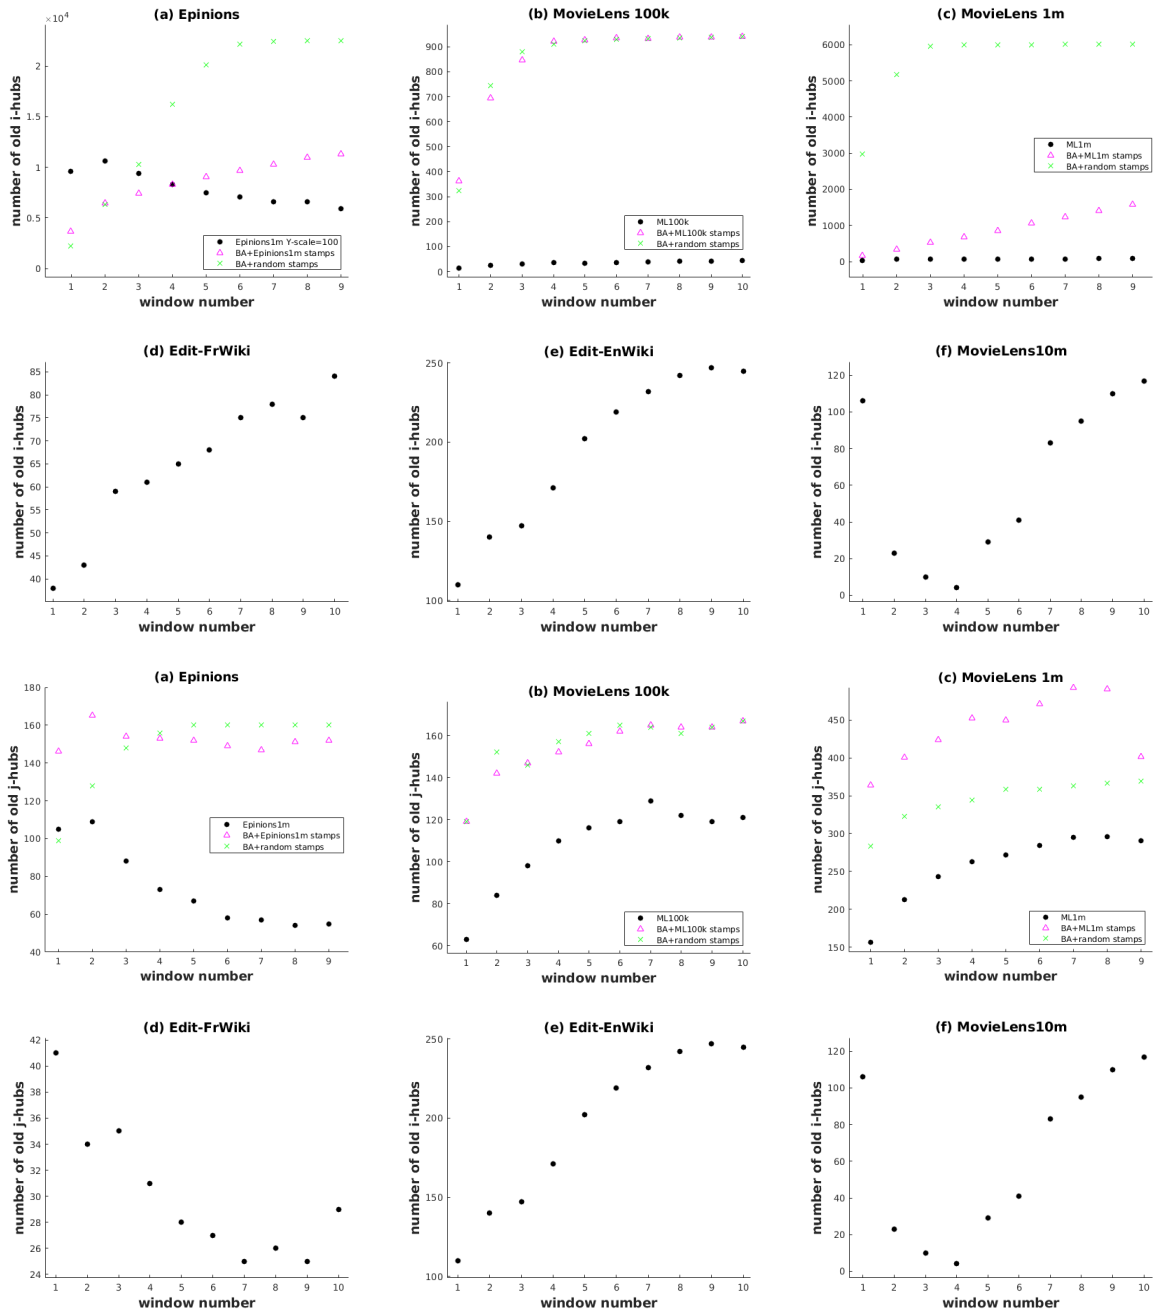 (a) Epinions
×10^4
number of old i-hubs
2
1.5
1
0.5
0
Epinions1m Y-scale=100
BA+Epinions1m stamps
BA+random stamps
1 2 3 4 5 6 7 8 9
window number
(b) MovieLens 100k
number of old i-hubs
900
800
700
600
500
400
300
200
100
0
ML100k
BA+ML100k stamps
BA+random stamps
1 2 3 4 5 6 7 8 9 10
window number
(c) MovieLens 1m
number of old i-hubs
6000
5000
4000
3000
2000
1000
0
ML1m
BA+ML1m stamps
BA+random stamps
1 2 3 4 5 6 7 8 9
window number
(d) Edit-FrWiki
number of old i-hubs
85
80
75
70
65
60
55
50
45
40
1 2 3 4 5 6 7 8 9 10
window number
(e) Edit-EnWiki
number of old i-hubs
250
200
150
100
1 2 3 4 5 6 7 8 9 10
window number
(f) MovieLens10m
number of old i-hubs
120
100
80
60
40
20
0
1 2 3 4 5 6 7 8 9 10
window number
(a) Epinions
number of old j-hubs
180
160
140
120
100
80
60
40
Epinions1m
BA+Epinions1m stamps
BA+random stamps
1 2 3 4 5 6 7 8 9
window number
(b) MovieLens 100k
number of old j-hubs
160
140
120
100
80
60
ML100k
BA+ML100k stamps
BA+random stamps
1 2 3 4 5 6 7 8 9 10
window number
(c) MovieLens 1m
number of old j-hubs
450
400
350
300
250
200
150
ML1m
BA+ML1m stamps
BA+random stamps
1 2 3 4 5 6 7 8 9
window number
(d) Edit-FrWiki
number of old j-hubs
42
40
38
36
34
32
30
28
26
24
1 2 3 4 5 6 7 8 9 10
window number
(e) Edit-EnWiki
number of old i-hubs
250
200
150
100
1 2 3 4 5 6 7 8 9 10
window number
(f) MovieLens10m
number of old i-hubs
120
100
80
60
40
20
0
1 2 3 4 5 6 7 8 9 10
window number